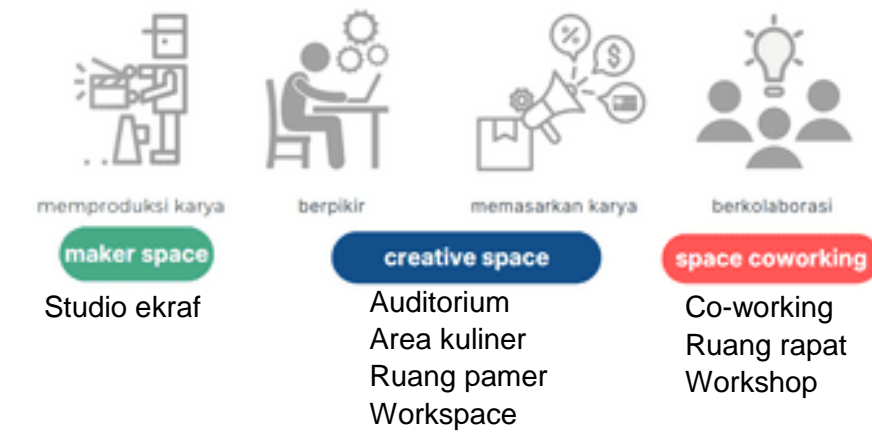 memproduksi karya
berpikir
memasarkan karya
berkolaborasi
maker space
creative space
space coworking
Studio ekraf
Auditorium
Area kuliner
Ruang pamer
Workspace
Co-working
Ruang rapat
Workshop